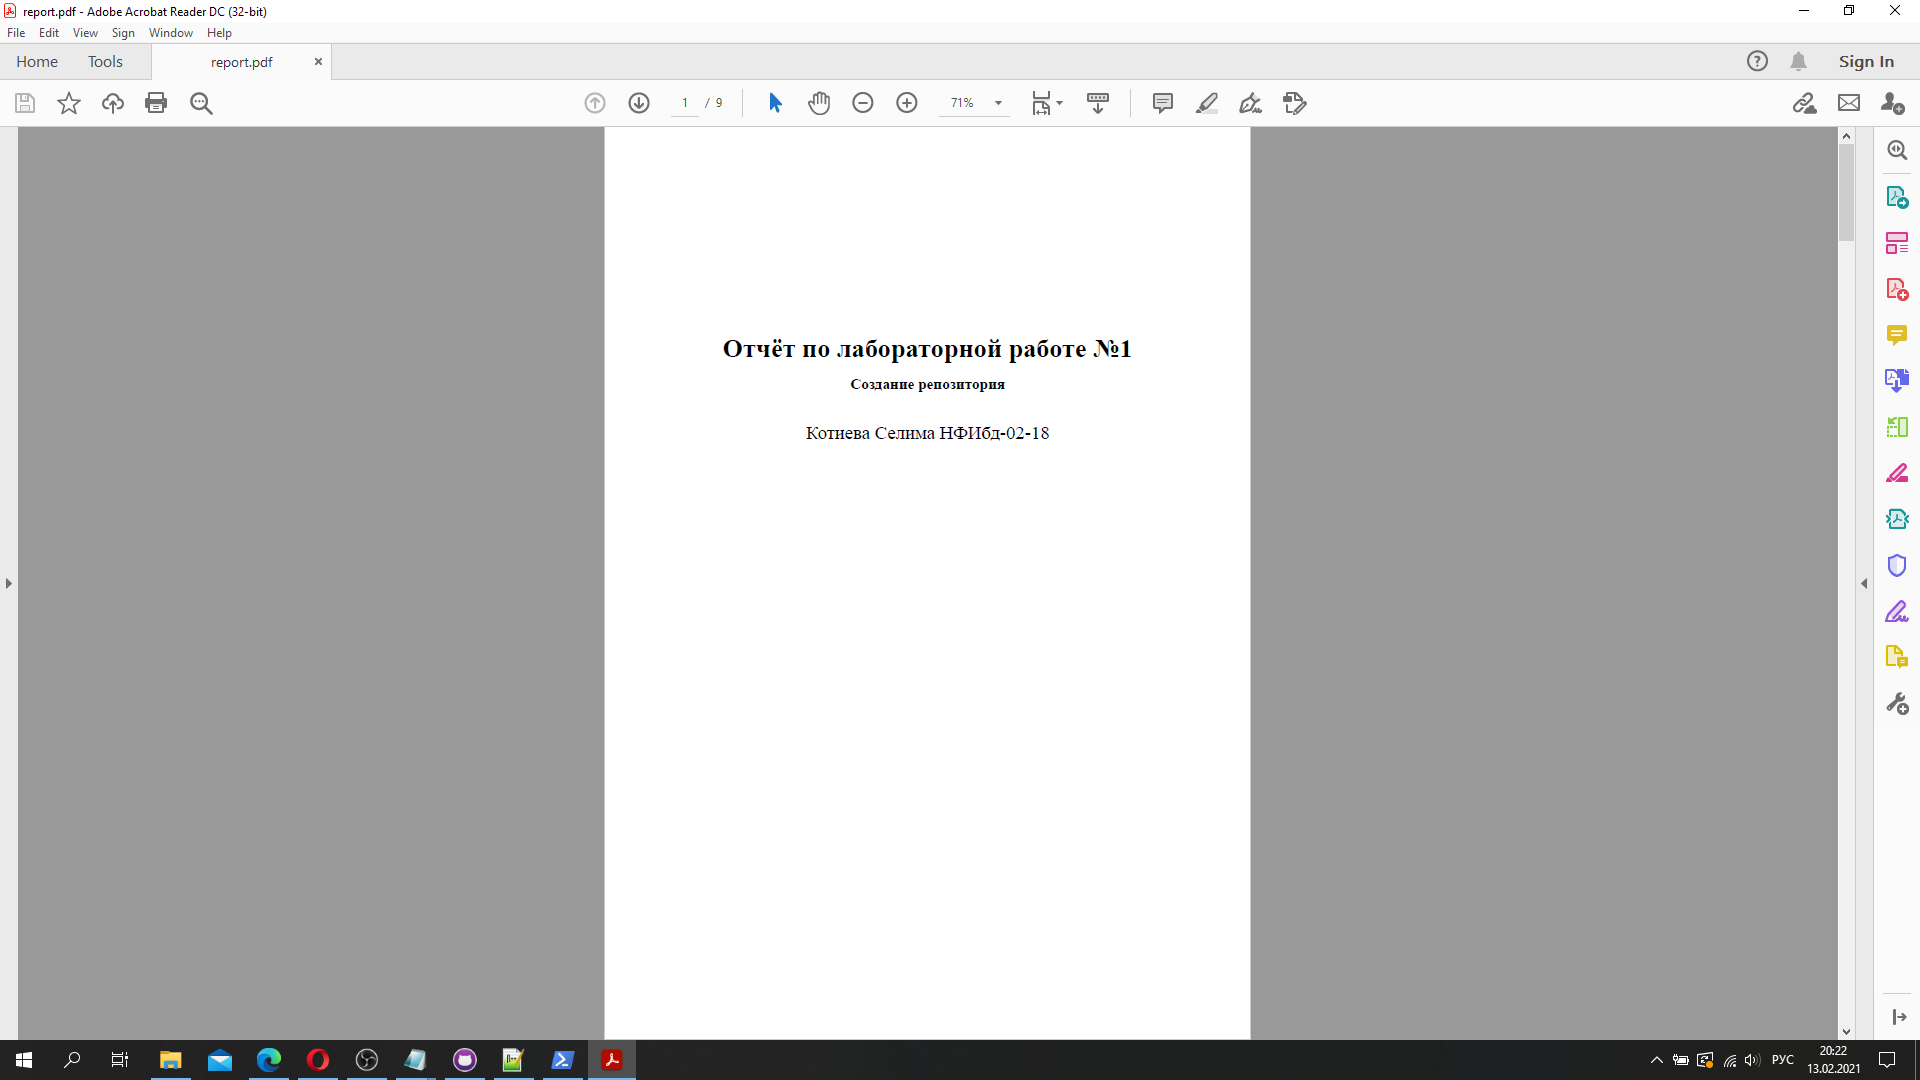 report.pdf - Adobe Acrobat Reader DC (32-bit)
File Edit View Sign Window Help
Home Tools report.pdf Sign In
1 / 9 71%
Отчёт по лабораторной работе №1
Создание репозитория
Котиева Селима НФИбд-02-18
РУС
20:22
13.02.2021